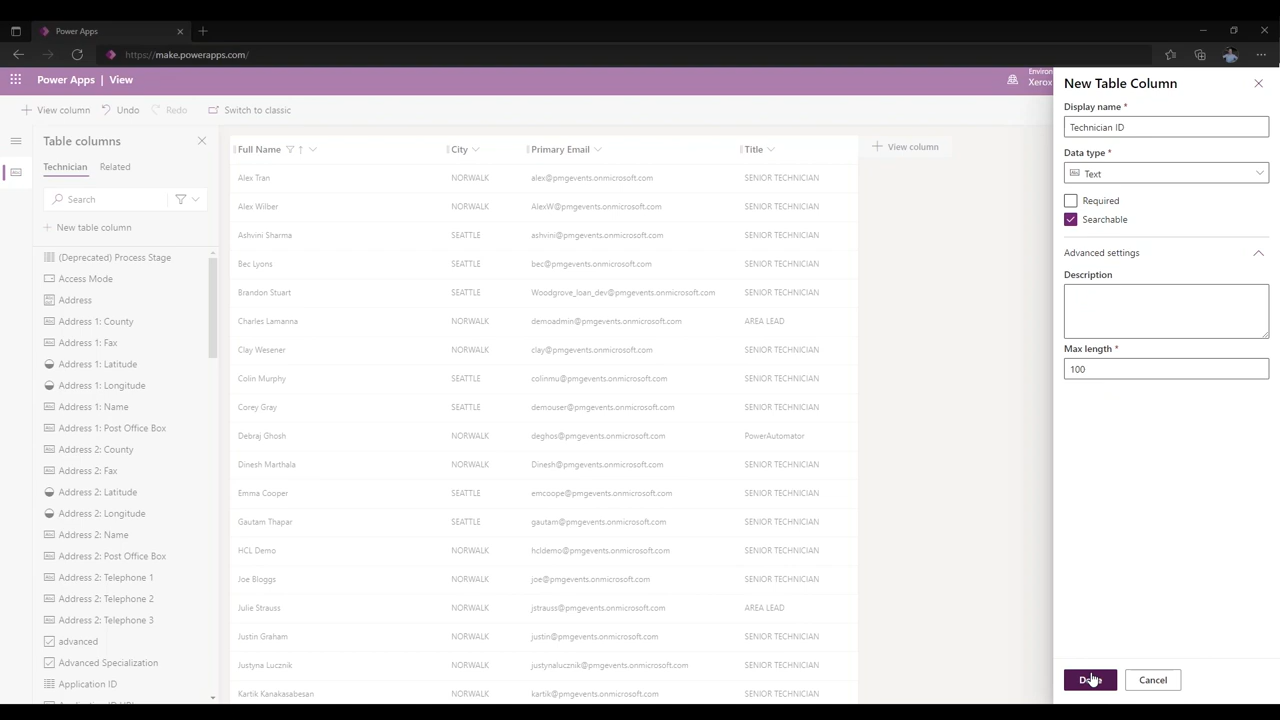 Power Apps
https://make.powerapps.com/
Power Apps | View
Environ
Xerox
View column
Undo
Redo
Switch to classic
Table columns
Technician
Related
Search
New table column
(Deprecated) Process Stage
Access Mode
Address
Address 1: County
Address 1: Fax
Address 1: Latitude
Address 1: Longitude
Address 1: Name
Address 1: Post Office Box
Address 2: County
Address 2: Fax
Address 2: Latitude
Address 2: Longitude
Address 2: Name
Address 2: Post Office Box
Address 2: Telephone 1
Address 2: Telephone 2
Address 2: Telephone 3
advanced
Advanced Specialization
Application ID
Full Name City Primary Email Title
View column
Alex Tran NORWALK alex@pmgevents.onmicrosoft.com SENIOR TECHNICIAN
Alex Wilber NORWALK AlexW@pmgevents.onmicrosoft.com SENIOR TECHNICIAN
Ashvini Sharma SEATTLE ashvini@pmgevents.onmicrosoft.com SENIOR TECHNICIAN
Bec Lyons SEATTLE bec@pmgevents.onmicrosoft.com SENIOR TECHNICIAN
Brandon Stuart SEATTLE Woodgrove_loan_dev@pmgevents.onmicrosoft.com SENIOR TECHNICIAN
Charles Lamanna NORWALK demoadmin@pmgevents.onmicrosoft.com AREA LEAD
Clay Wesener NORWALK clay@pmgevents.onmicrosoft.com SENIOR TECHNICIAN
Colin Murphy SEATTLE colinmu@pmgevents.onmicrosoft.com SENIOR TECHNICIAN
Corey Gray SEATTLE demouser@pmgevents.onmicrosoft.com SENIOR TECHNICIAN
Debraj Ghosh NORWALK deghos@pmgevents.onmicrosoft.com PowerAutomator
Dinesh Marthala NORWALK Dinesh@pmgevents.onmicrosoft.com SENIOR TECHNICIAN
Emma Cooper SEATTLE emcoope@pmgevents.onmicrosoft.com SENIOR TECHNICIAN
Gautam Thapar SEATTLE gautam@pmgevents.onmicrosoft.com SENIOR TECHNICIAN
HCL Demo NORWALK hcldemo@pmgevents.onmicrosoft.com SENIOR TECHNICIAN
Joe Bloggs NORWALK joe@pmgevents.onmicrosoft.com SENIOR TECHNICIAN
Julie Strauss NORWALK jstrauss@pmgevents.onmicrosoft.com AREA LEAD
Justin Graham NORWALK justin@pmgevents.onmicrosoft.com SENIOR TECHNICIAN
Justyna Lucznik NORWALK justynalucznik@pmgevents.onmicrosoft.com SENIOR TECHNICIAN
Kartik Kanakasabesan NORWALK kartik@pmgevents.onmicrosoft.com SENIOR TECHNICIAN
New Table Column
Display name *
Technician ID
Data type *
Abc Text
Required
Searchable
Advanced settings
Description
Max length *
100
Cancel